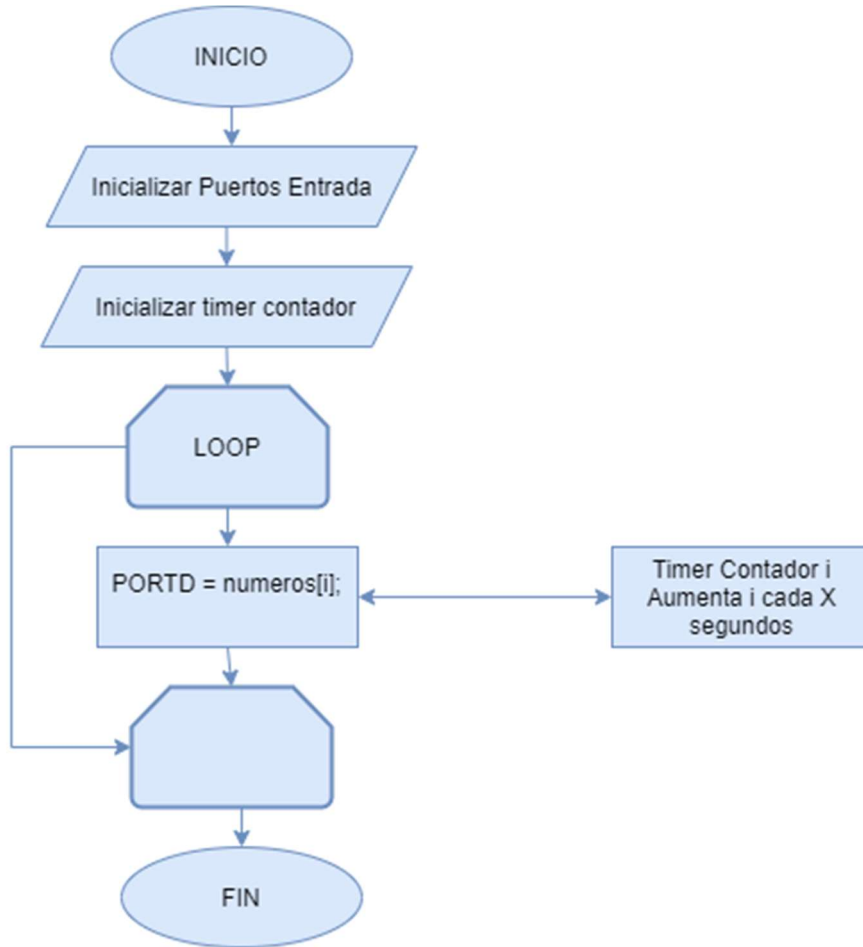 INICIO
Inicializar Puertos Entrada
Inicializar timer contador
LOOP
PORTD = numeros[i];
Timer Contador i
Aumenta i cada X
segundos
FIN